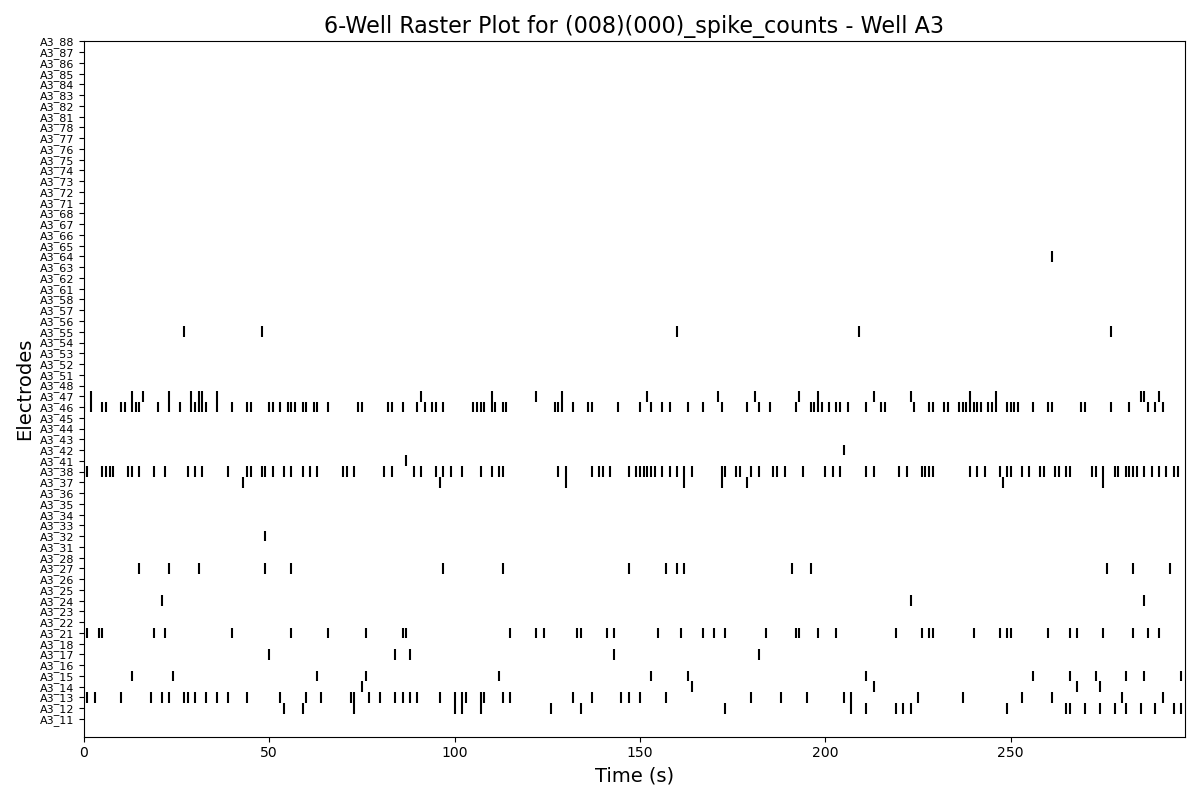 6-Well Raster Plot for (008)(000)_spike_counts - Well A3
A3_88
A3_87
A3_86
A3_85
A3_84
A3_83
A3_82
A3_81
A3_78
A3_77
A3_76
A3_75
A3_74
A3_73
A3_72
A3_71
A3_68
A3_67
A3_66
A3_65
A3_64
A3_63
A3_62
A3_61
A3_58
A3_57
A3_56
A3_55
A3_54
A3_53
A3_52
A3_51
A3_48
A3_47
A3_46
A3_45
A3_44
A3_43
A3_42
A3_41
A3_38
A3_37
A3_36
A3_35
A3_34
A3_33
A3_32
A3_31
A3_28
A3_27
A3_26
A3_25
A3_24
A3_23
A3_22
A3_21
A3_18
A3_17
A3_16
A3_15
A3_14
A3_13
A3_12
A3_11
Electrodes
0 50 100 150 200 250
Time (s)